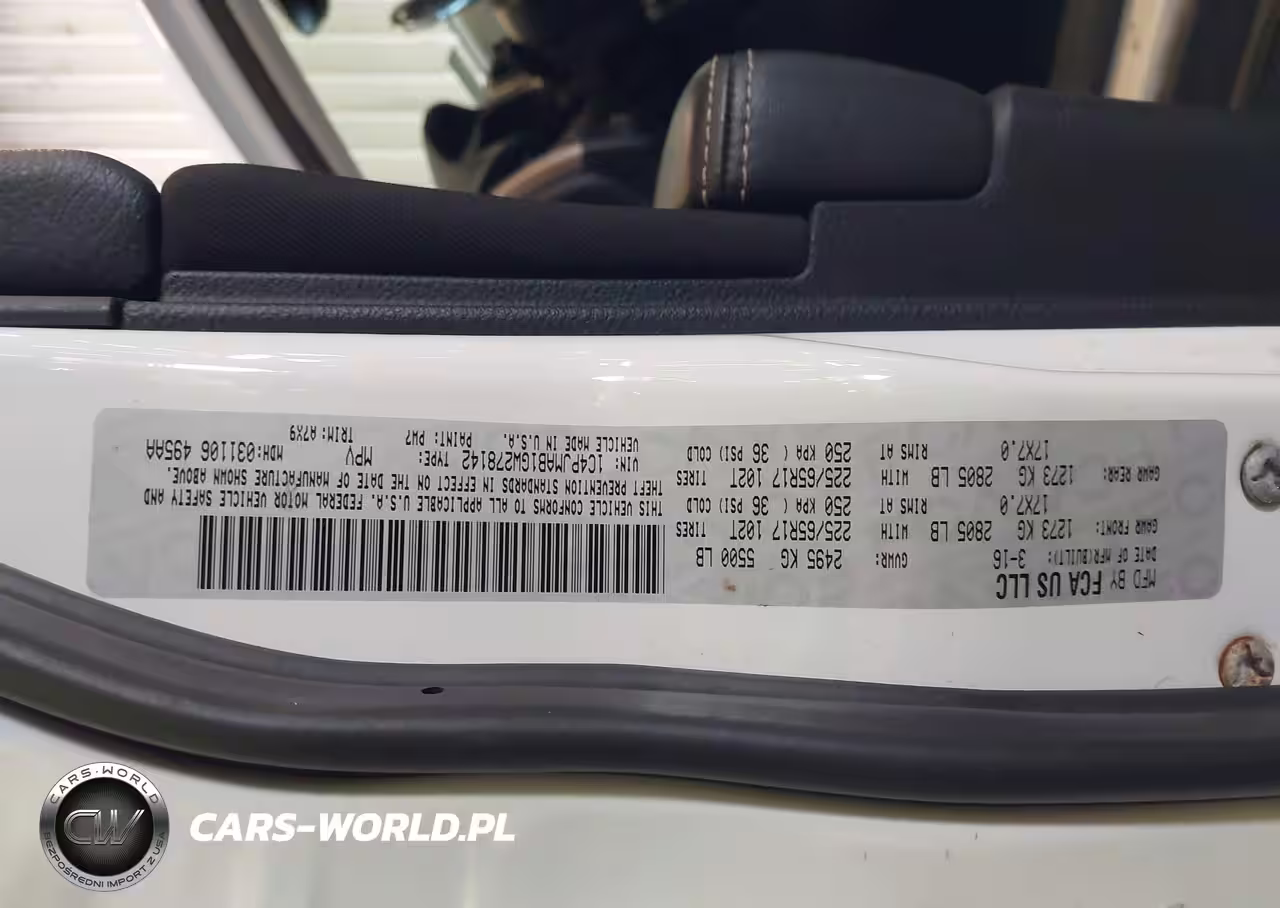 MFD BY FCA US LLC
DATE OF MFR(BUILT): 3-16 GVWR: 2495 KG 5500 LB
GAWR FRONT: 1273 KG 2805 LB WITH 225/65R17 102T TIRES
17X7.0 RIMS AT 250 KPA ( 36 PSI) COLD
GAWR REAR: 1273 KG 2805 LB WITH 225/65R17 102T TIRES
17X7.0 RIMS AT 250 KPA ( 36 PSI) COLD
THIS VEHICLE CONFORMS TO ALL APPLICABLE U.S.A. FEDERAL MOTOR VEHICLE SAFETY AND
THEFT PREVENTION STANDARDS IN EFFECT ON THE DATE OF MANUFACTURE SHOWN ABOVE.
VIN: 1C4PJMAB1GW278142 TYPE: MPV MDH:031106 495AA
VEHICLE MADE IN U.S.A. PAINT: PW7 TRIM: A7X9
CARS-WORLD
CW
BEZPOŚREDNI IMPORT Z USA
CARS-WORLD.PL